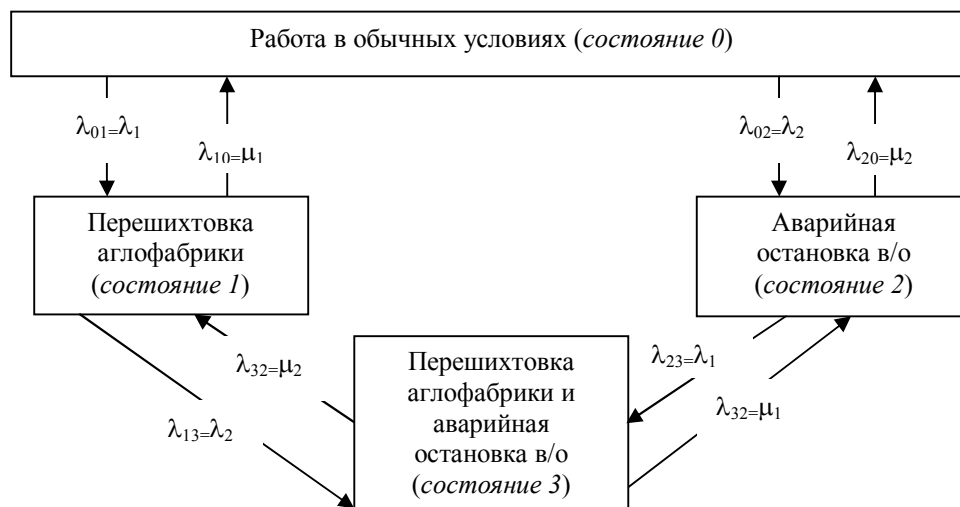 Работа в обычных условиях (состояние 0)
λ01=λ1
λ10=μ1
λ02=λ2
λ20=μ2
Перешихтовка
аглофабрики
(состояние 1)
Аварийная
остановка в/о
(состояние 2)
λ32=μ2
λ13=λ2
Перешихтовка
аглофабрики и
аварийная
остановка в/о
(состояние 3)
λ23=λ1
λ32=μ1